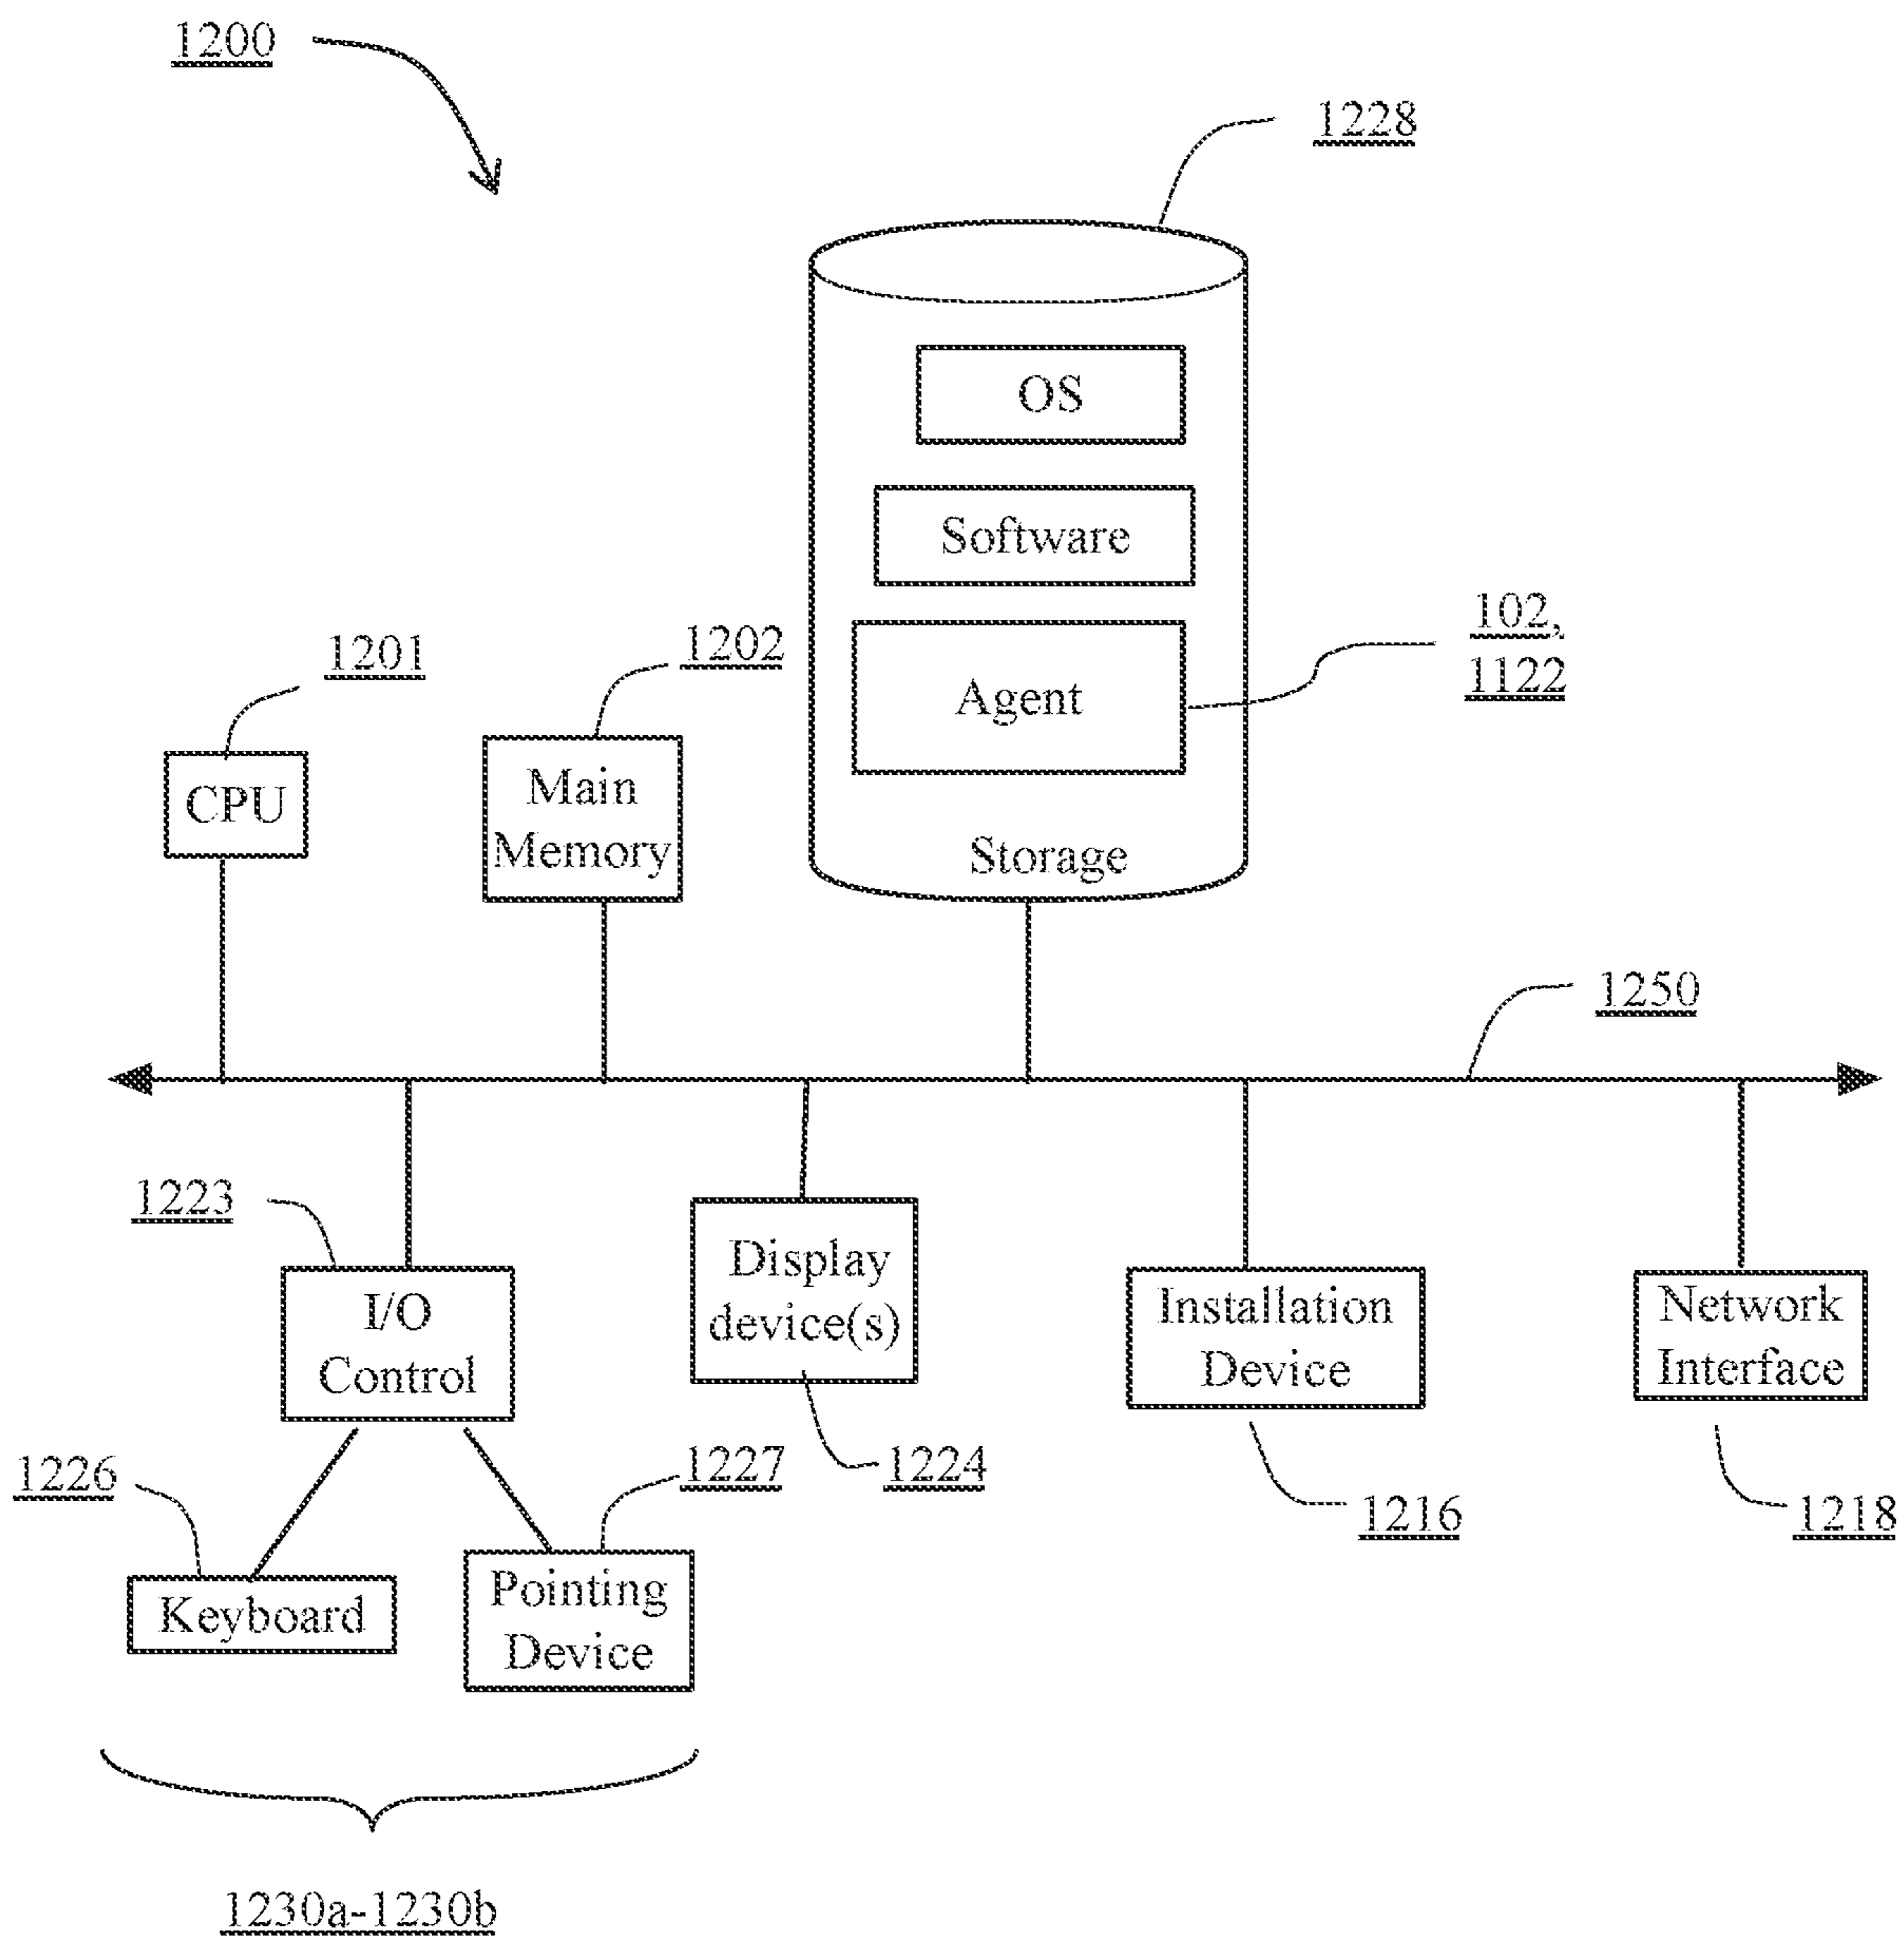 1200
1228
OS
Software
102,
1122
Agent
1201
1202
CPU
Main
Memory
Storage
1250
1223
I/O
Control
Display
device(s)
Installation
Device
Network
Interface
1226
1227
1224
1216
1218
Keyboard
Pointing
Device
1230a-1230b